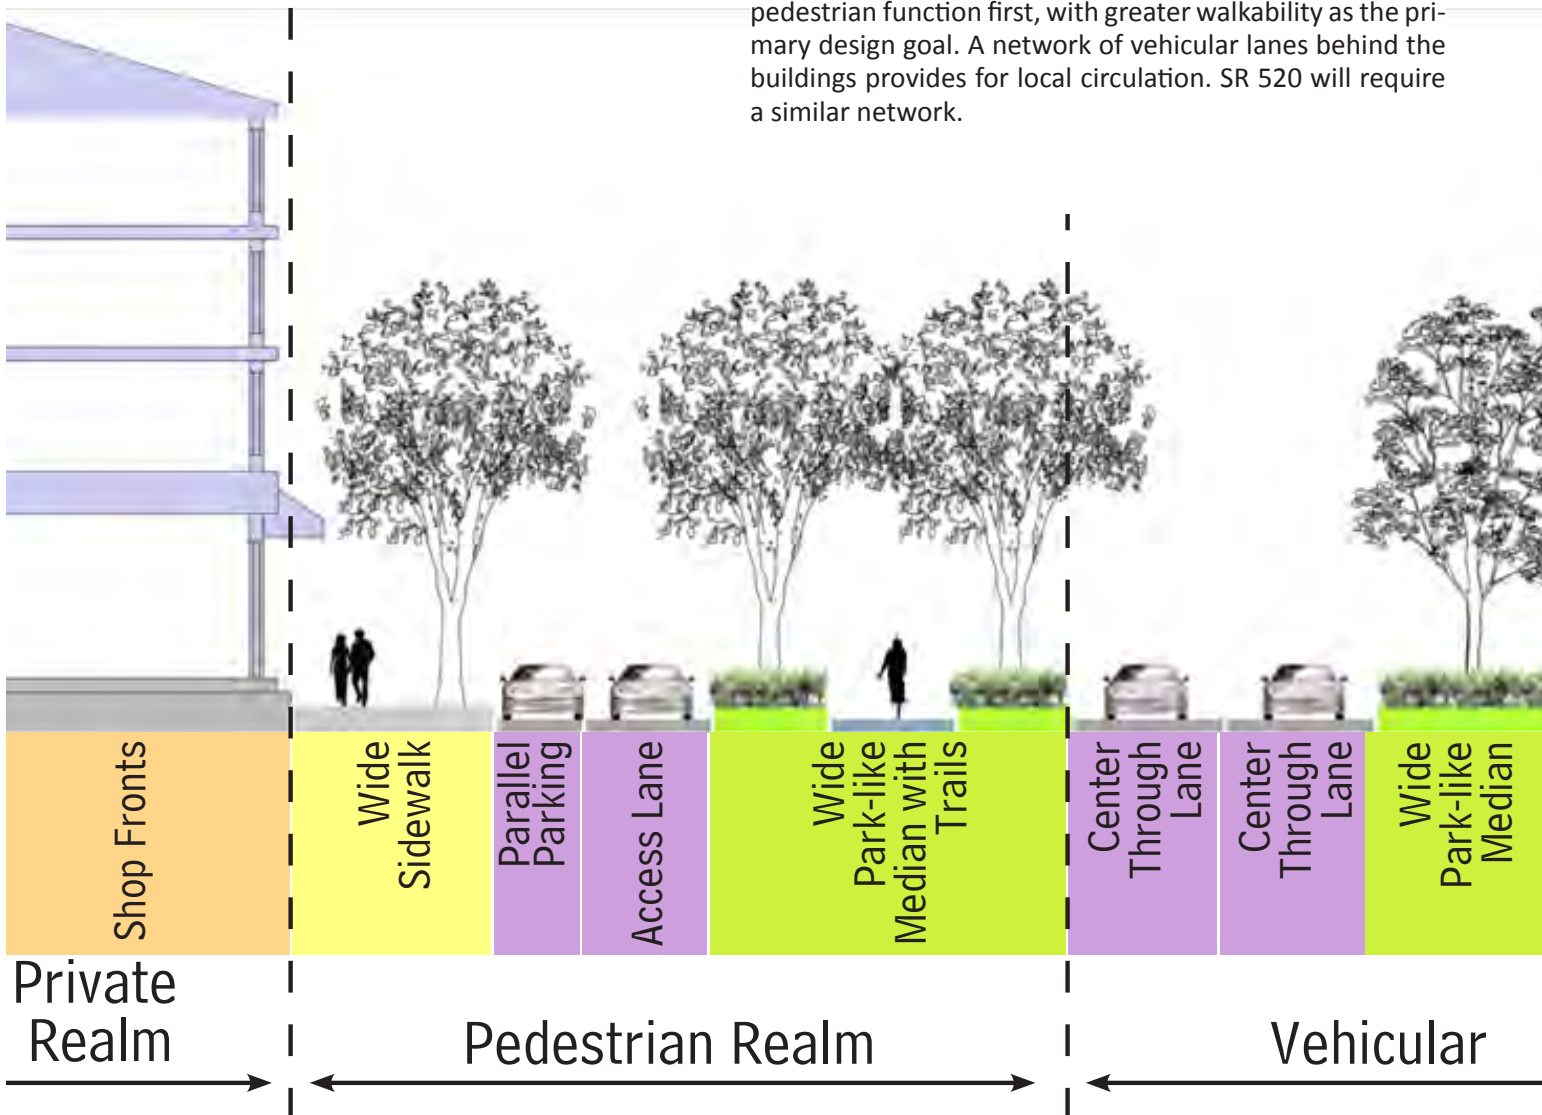 pedestrian function first, with greater walkability as the pri-
mary design goal. A network of vehicular lanes behind the
buildings provides for local circulation. SR 520 will require
a similar network.
Shop Fronts
Wide
Sidewalk
Parallel
Parking
Access Lane
Wide
Park-like
Median with
Trails
Center
Through
Lane
Center
Through
Lane
Wide
Park-like
Median
Private
Realm
Pedestrian Realm
Vehicular